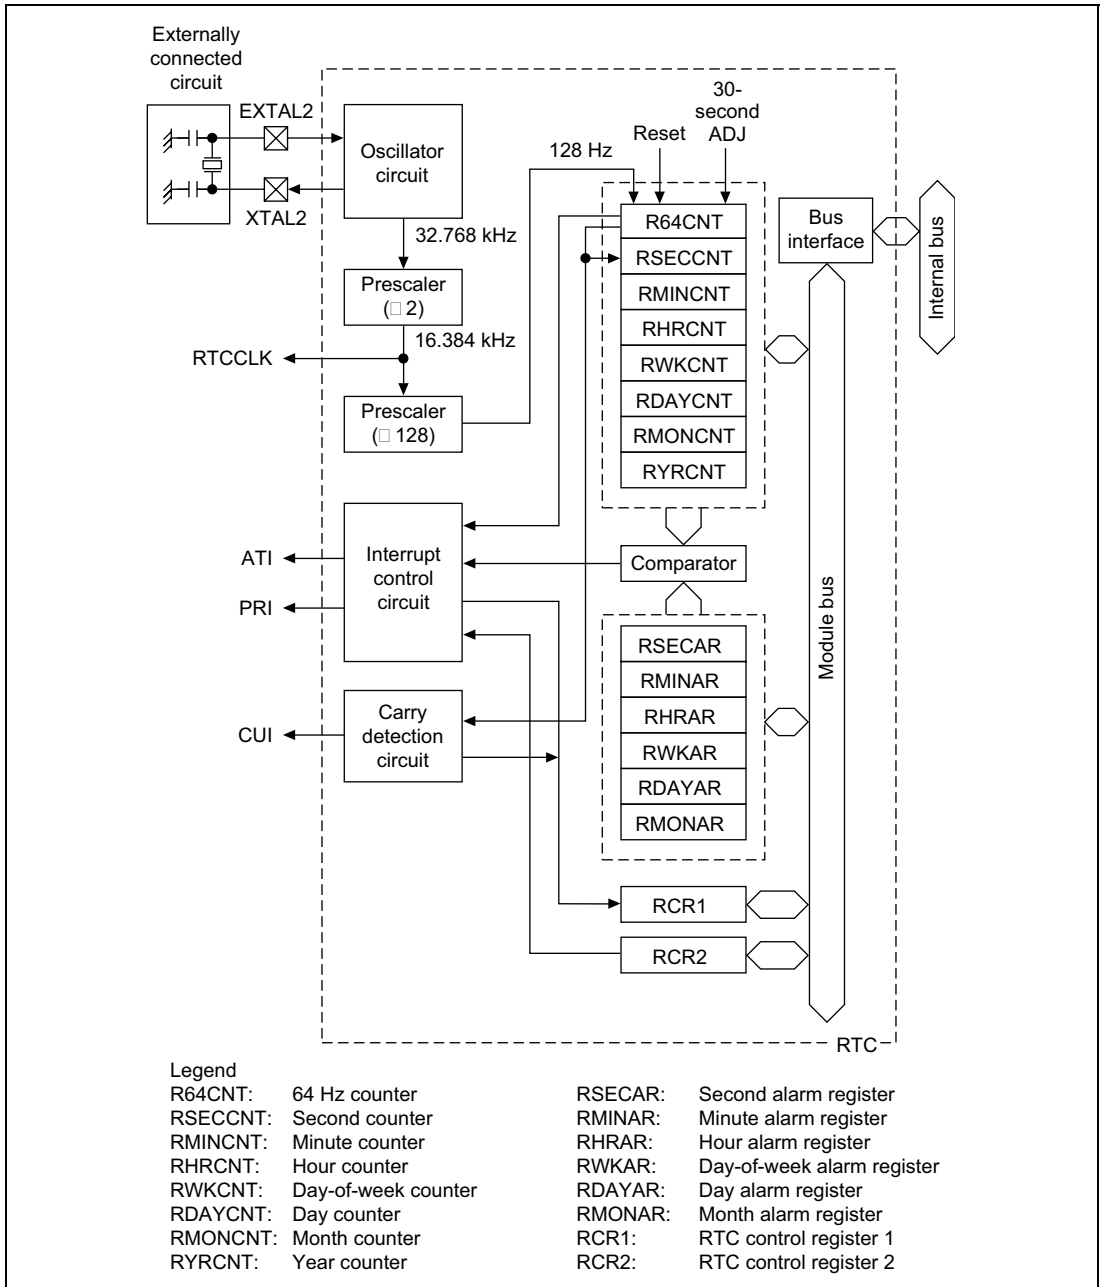 Externally
connected
circuit
EXTAL2
XTAL2
Oscillator
circuit
32.768 kHz
Prescaler
(□ 2)
16.384 kHz
RTCCLK
Prescaler
(□ 128)
128 Hz
Reset
30-
second
ADJ
R64CNT
RSECCNT
RMINCNT
RHRCNT
RWKCNT
RDAYCNT
RMONCNT
RYRCNT
Bus
interface
Internal bus
Module bus
ATI
PRI
Interrupt
control
circuit
Comparator
CUI
Carry
detection
circuit
RSECAR
RMINAR
RHRAR
RWKAR
RDAYAR
RMONAR
RCR1
RCR2
RTC
Legend
R64CNT: 64 Hz counter
RSECCNT: Second counter
RMINCNT: Minute counter
RHRCNT: Hour counter
RWKCNT: Day-of-week counter
RDAYCNT: Day counter
RMONCNT: Month counter
RYRCNT: Year counter
RSECAR: Second alarm register
RMINAR: Minute alarm register
RHRAR: Hour alarm register
RWKAR: Day-of-week alarm register
RDAYAR: Day alarm register
RMONAR: Month alarm register
RCR1: RTC control register 1
RCR2: RTC control register 2